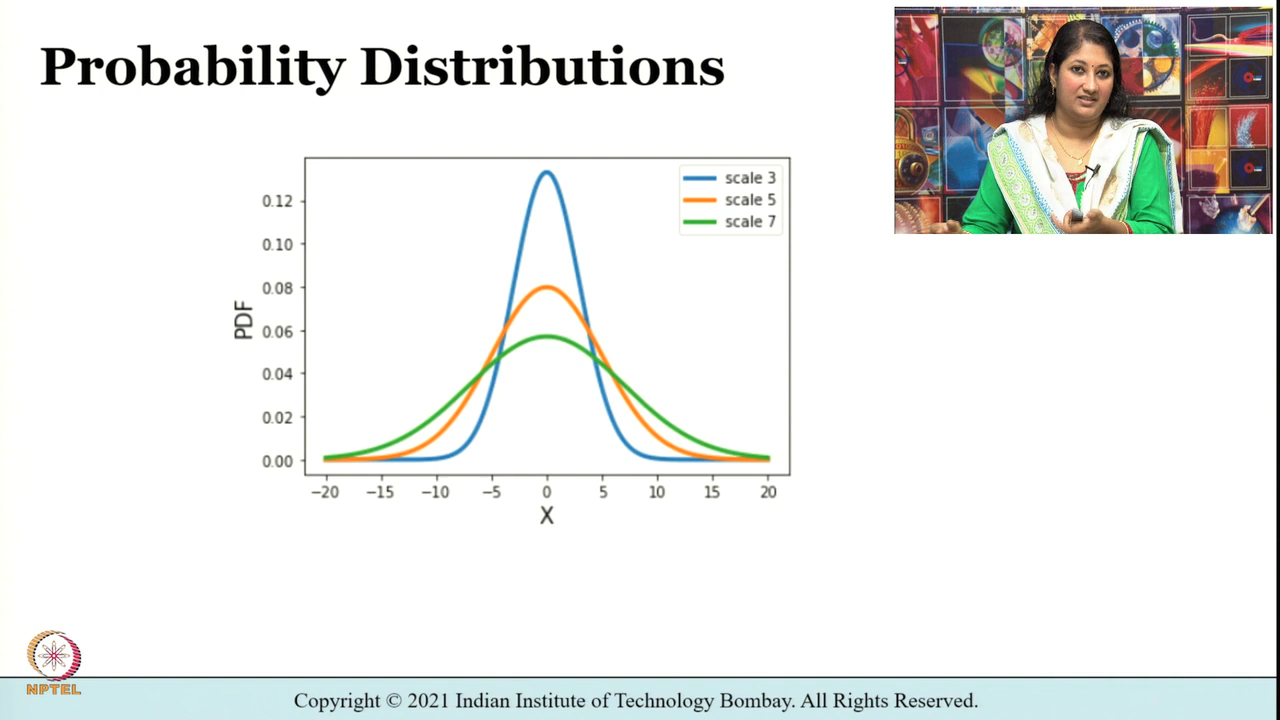 Probability Distributions
scale 3
scale 5
scale 7
0.12
0.10
0.08
0.06
0.04
0.02
0.00
PDF
−20 −15 −10 −5 0 5 10 15 20
X
NPTEL
Copyright © 2021 Indian Institute of Technology Bombay. All Rights Reserved.